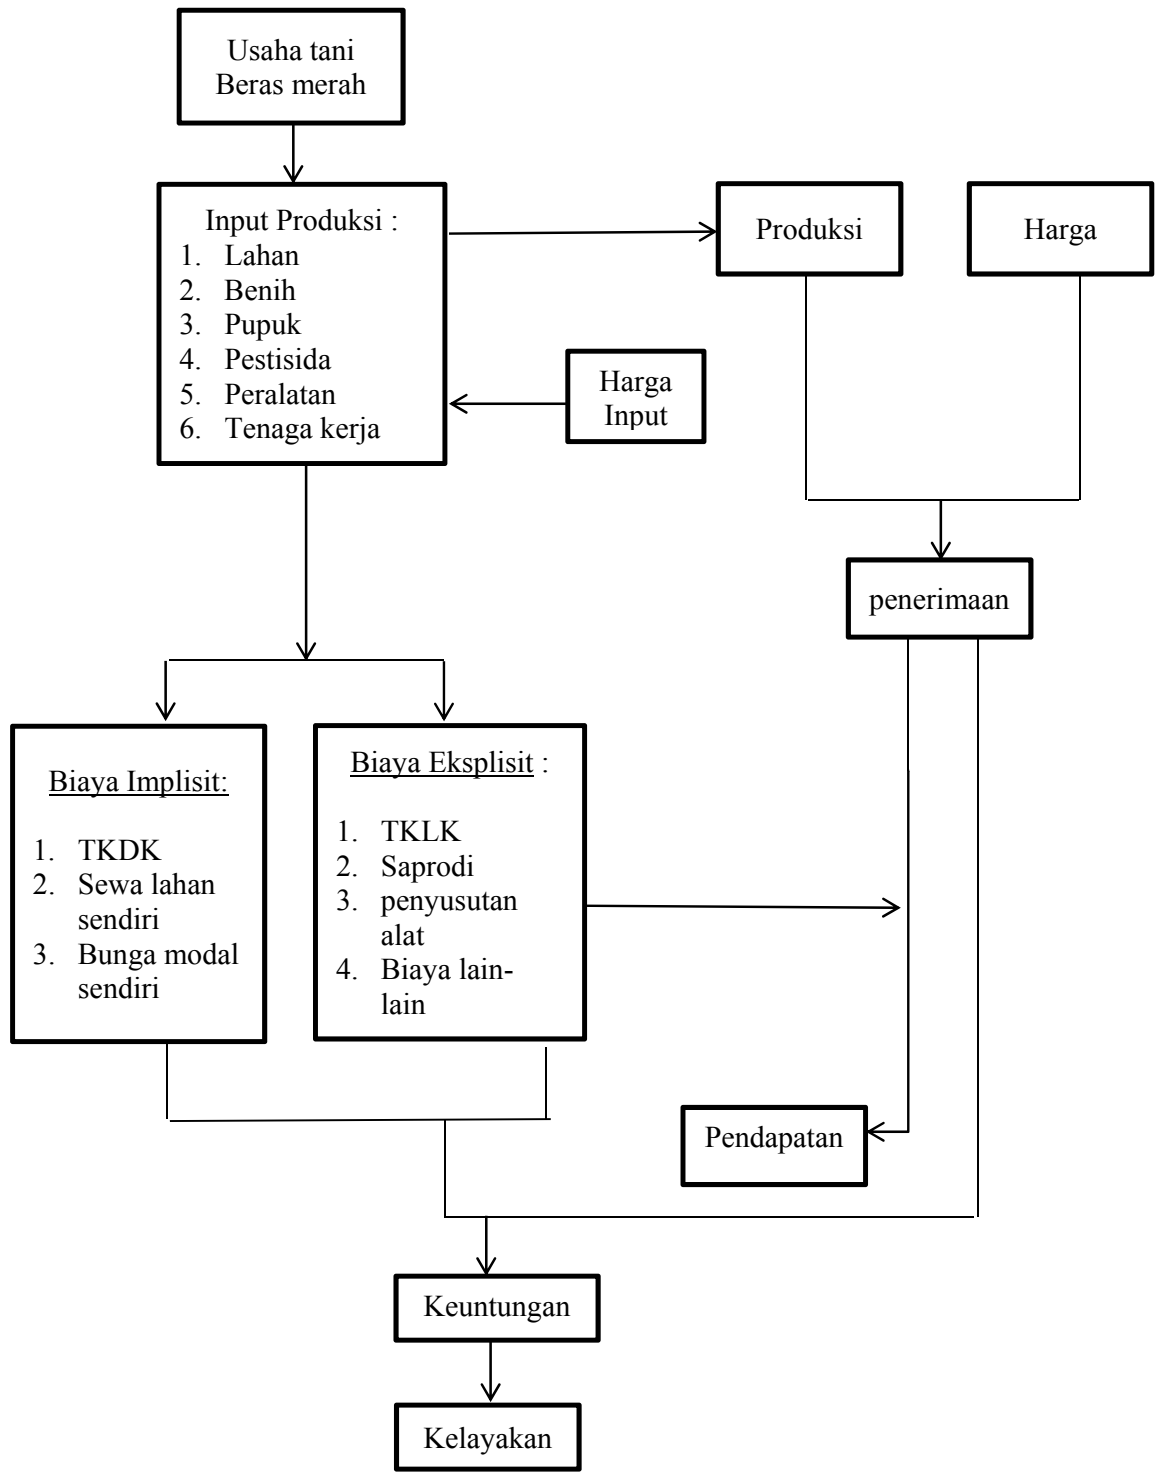 Usaha tani
Beras merah
Input Produksi :
1. Lahan
2. Benih
3. Pupuk
4. Pestisida
5. Peralatan
6. Tenaga kerja
Produksi
Harga
Harga
Input
penerimaan
Biaya Implisit:
1. TKDK
2. Sewa lahan
sendiri
3. Bunga modal
sendiri
Biaya Eksplisit :
1. TKLK
2. Saprodi
3. penyusutan
alat
4. Biaya lain-
lain
Pendapatan
Keuntungan
Kelayakan